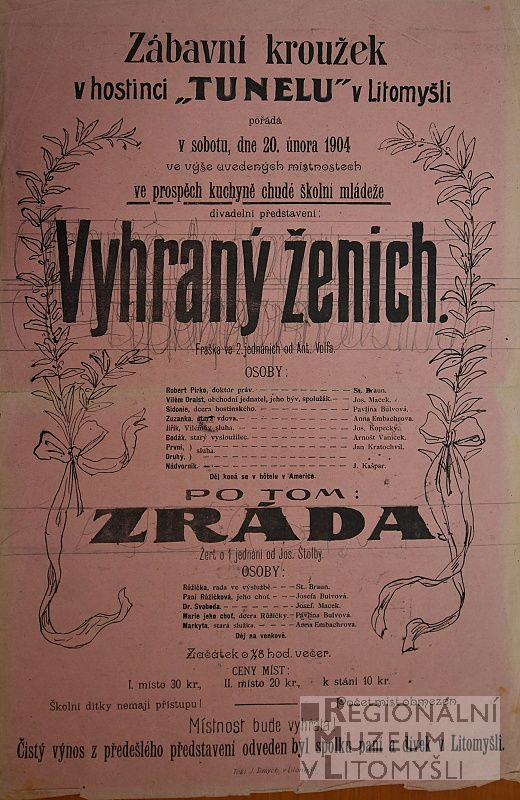 Zábavní kroužek
v hostinci „TUNELU" v Litomyšli
pořádá
v sobotu, dne 20. února 1904
ve výše uvedených místnostech
ve prospěch kuchyně chudé školní mládeže
divadelní představení:
Vyhraný ženich.
Fraška ve 2 jednáních od Ant. Volfa.
OSOBY:
Robert Pirko, doktor práv. St. Braun.
Vilém Draist, obchodní jednatel, jeho býv. spolužák. Jos. Macek.
Sidonie, dcera hostinského. Pavlina Bulvová.
Zuzanka, stará vdova. Anna Embachova.
Jiřík, Vilémův sluha. Jos. Kopecký.
Bodák, starý vysloužilec. Arnošt Vaníček.
První, ) sluha. Jan Kratochvíl.
Druhý, )
Nádvorník. J. Kašpar.
Děj koná se v hôtelu v Americe.
PO TOM:
ZRÁDA
Žert o 1 jednání od Jos. Štolby.
OSOBY:
Růžička, rada ve výslužbě St. Braun.
Paní Růžičková, jeho choť. Josefa Bulvová.
Dr. Svoboda. Josef. Macek.
Marie jeho choť, dcera Růžičky. Pavlina Bulvová.
Markyta, stará služka, Anna Embachrova.
Děj na venkově.
Začátek o ½8 hod. večer.
CENY MÍST:
I. místo 30 kr., II. místo 20 kr., k stání 10 kr.
Školní dítky nemají přístupu! Počet míst obmezen.
Místnost bude vyhřata!
Čistý výnos z předešlého představení odveden byl spolku paní a dívek v Litomyšli.
REGIONÁLNÍ
MUZEUM
V LITOMYŠLI